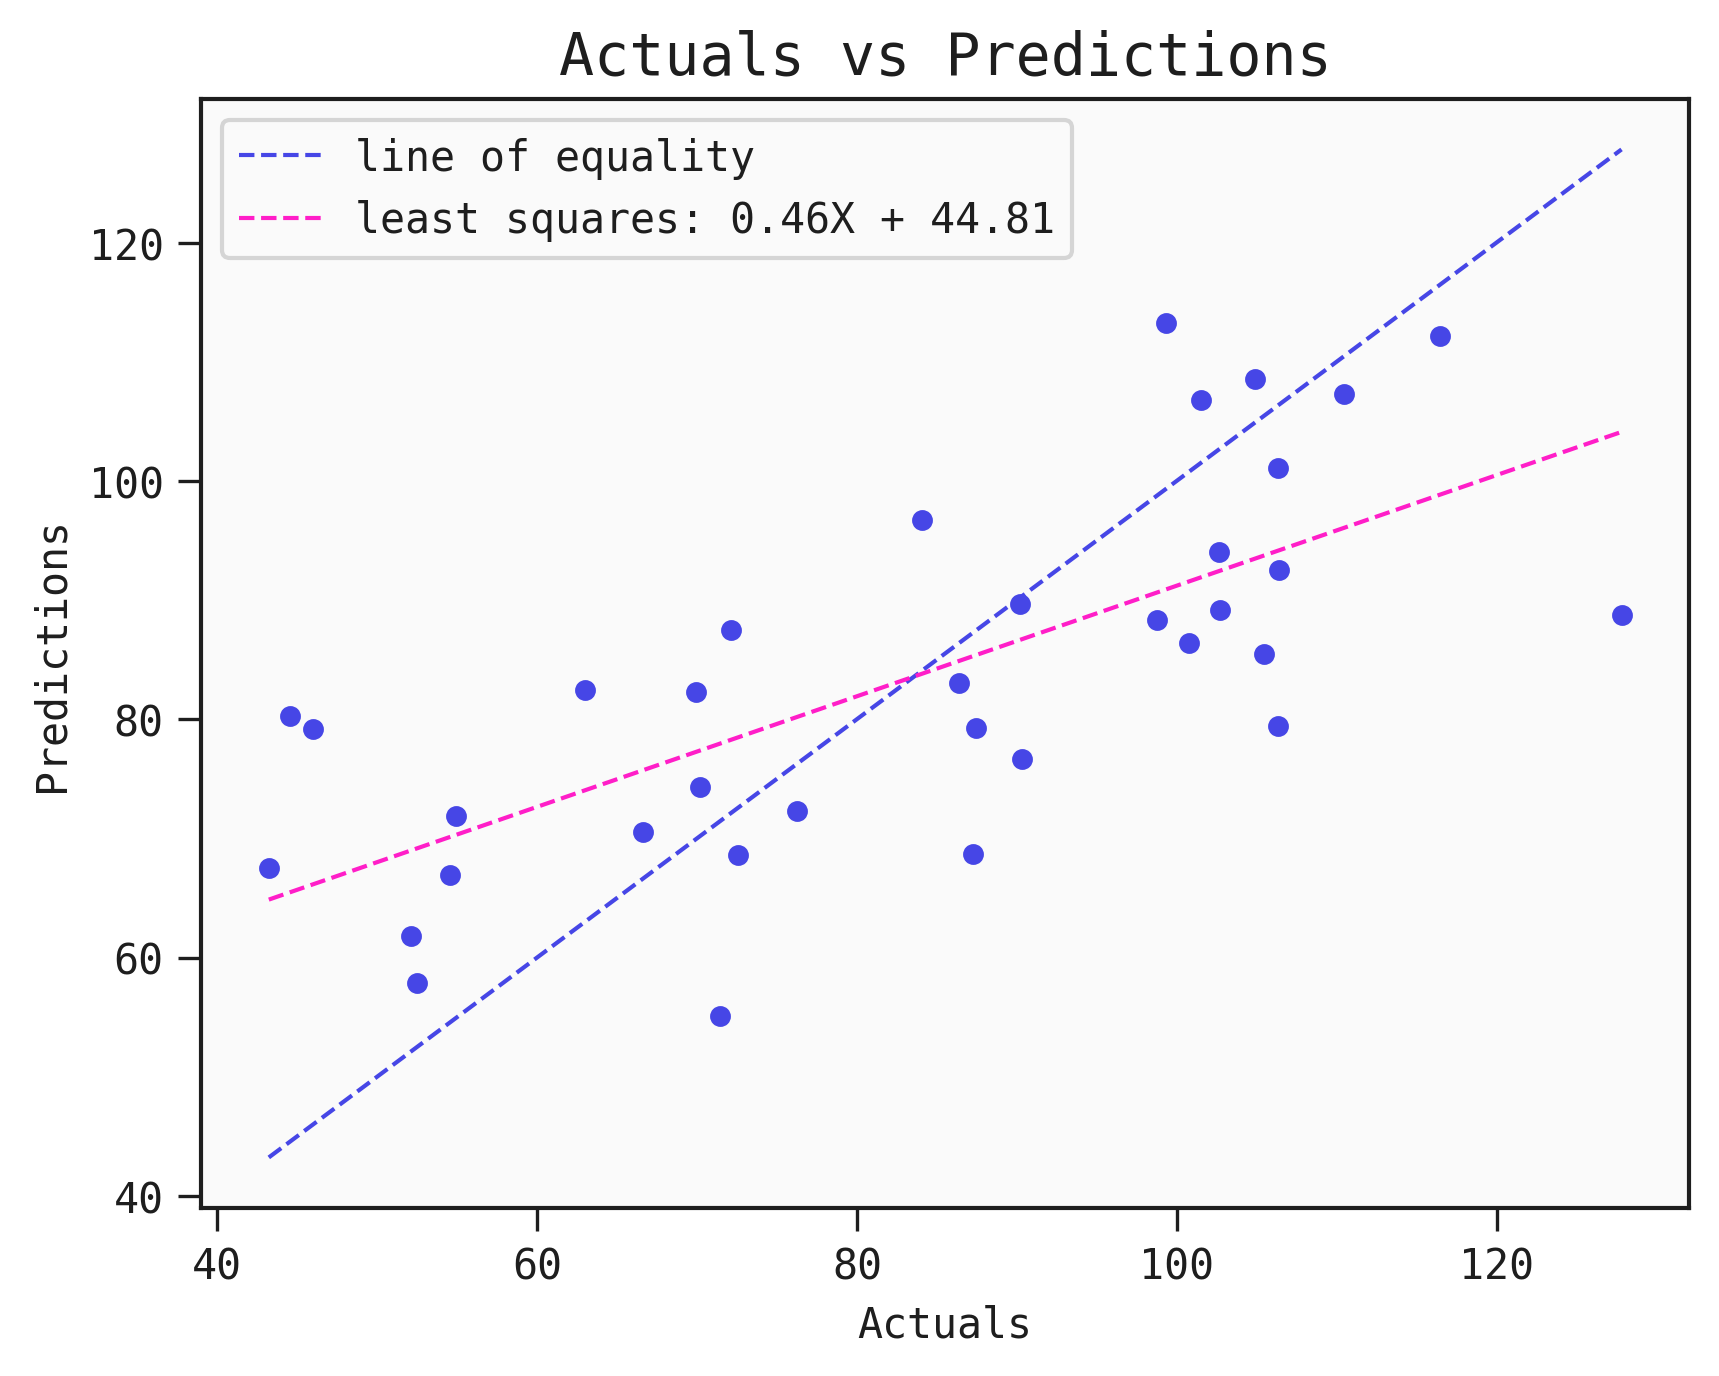 Actuals vs Predictions
line of equality
least squares: 0.46X + 44.81
Predictions
120
100
80
60
40
40 60 80 100 120
Actuals